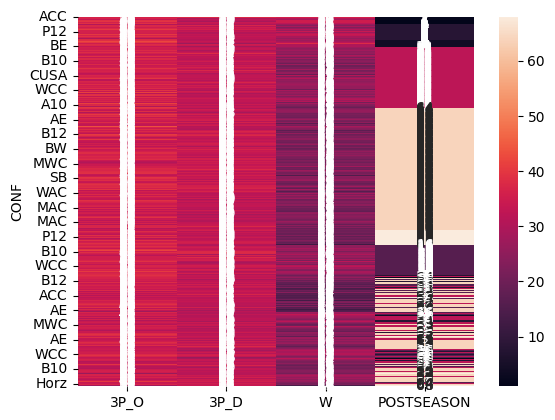 ACC
P12
BE
B10
CUSA
WCC
A10
AE
B12
BW
MWC
SB
WAC
MAC
MAC
P12
B10
WCC
B12
ACC
AE
MWC
AE
WCC
B10
Horz
CONF
3P_O 3P_D W POSTSEASON
60
50
40
30
20
10